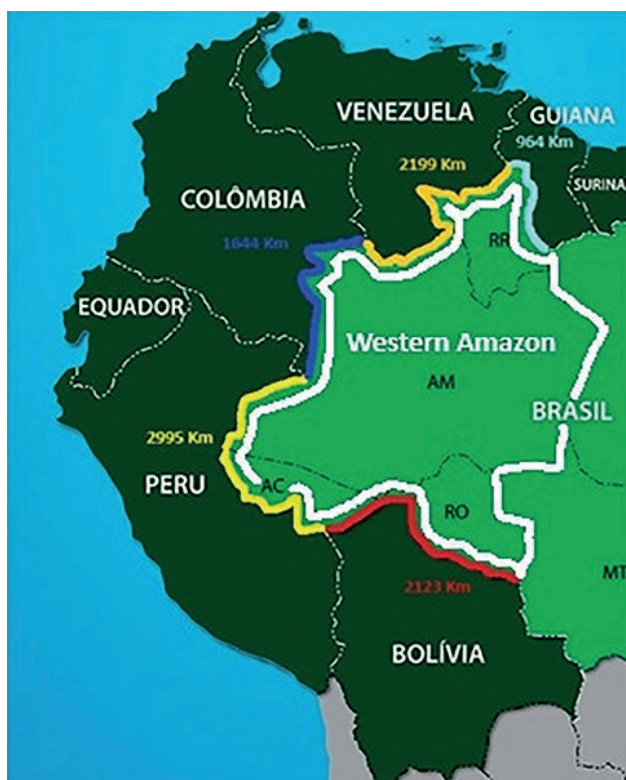 VENEZUELA
GUIANA
964 Km
2199 Km
SURINA
COLÔMBIA
1644 Km
RR
EQUADOR
Western Amazon
AM
BRASIL
2995 Km
PERU
AC
RO
MT
2123 Km
BOLÍVIA